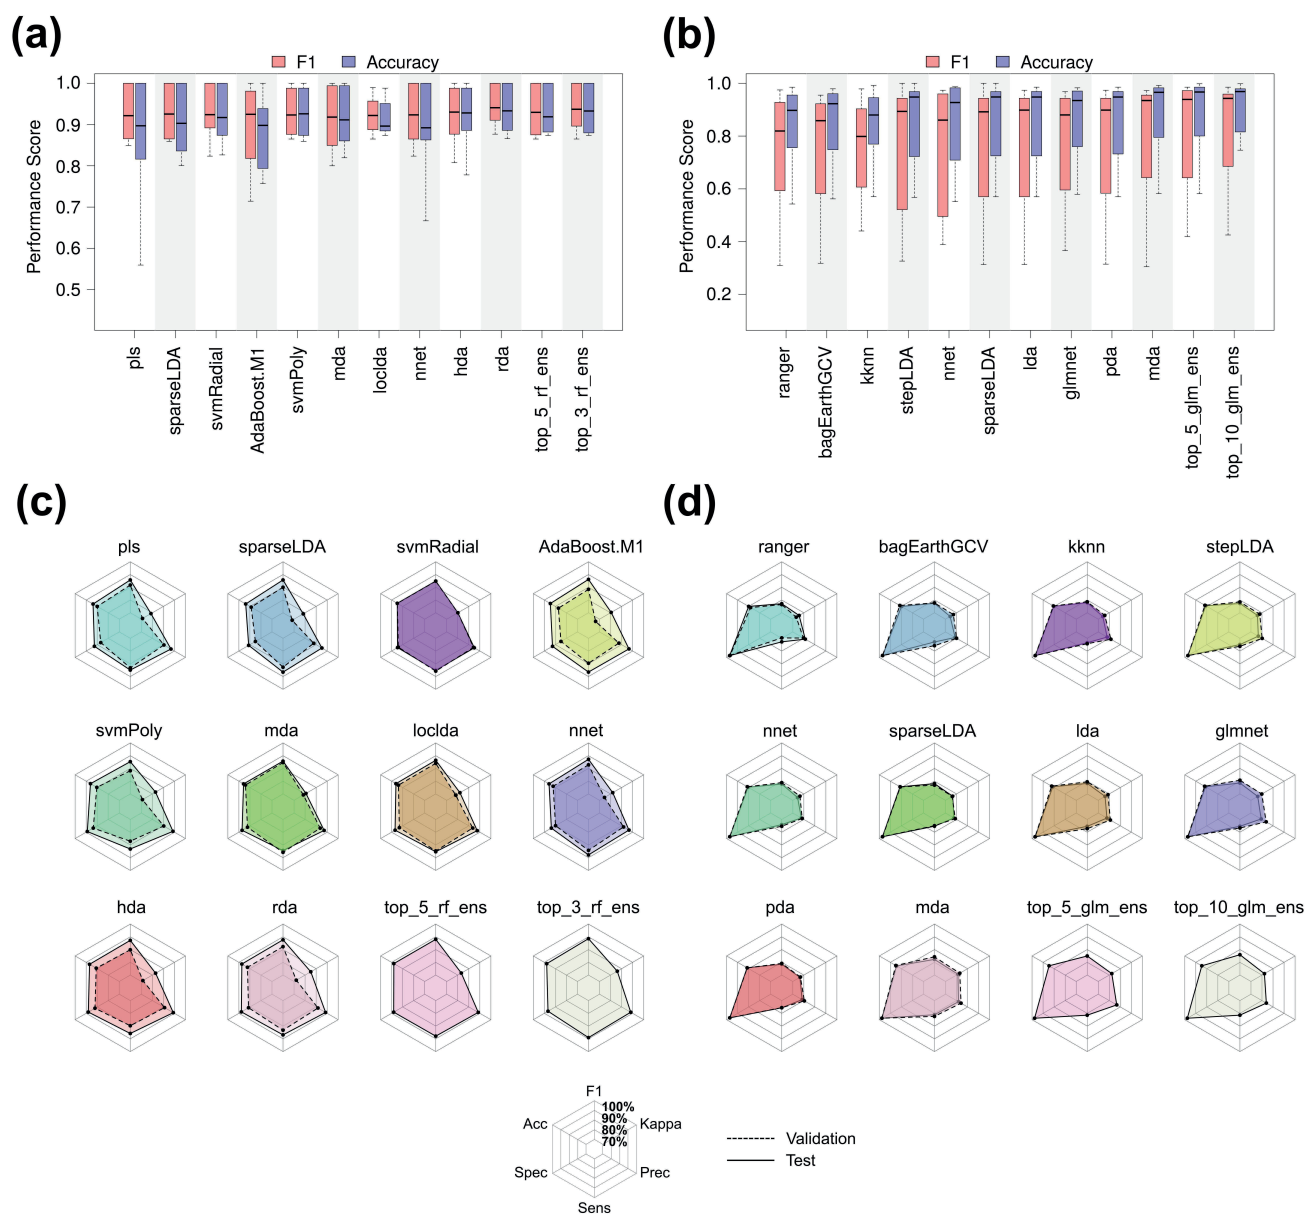 (a)
F1 Accuracy
Performance Score
1.0
0.9
0.8
0.7
0.6
0.5
pls
sparseLDA
svmRadial
AdaBoost.M1
svmPoly
mda
loclda
nnet
hda
rda
top_5_rf_ens
top_3_rf_ens
(b)
F1 Accuracy
Performance Score
1.0
0.8
0.6
0.4
0.2
ranger
bagEarthGCV
kknn
stepLDA
nnet
sparseLDA
lda
glmnet
pda
mda
top_5_glm_ens
top_10_glm_ens
(c)
pls sparseLDA svmRadial AdaBoost.M1
svmPoly mda loclda nnet
hda rda top_5_rf_ens top_3_rf_ens
(d)
ranger bagEarthGCV kknn stepLDA
nnet sparseLDA lda glmnet
pda mda top_5_glm_ens top_10_glm_ens
F1
100%
90%
80%
70%
Acc Kappa
Spec Prec
Sens
Validation
Test